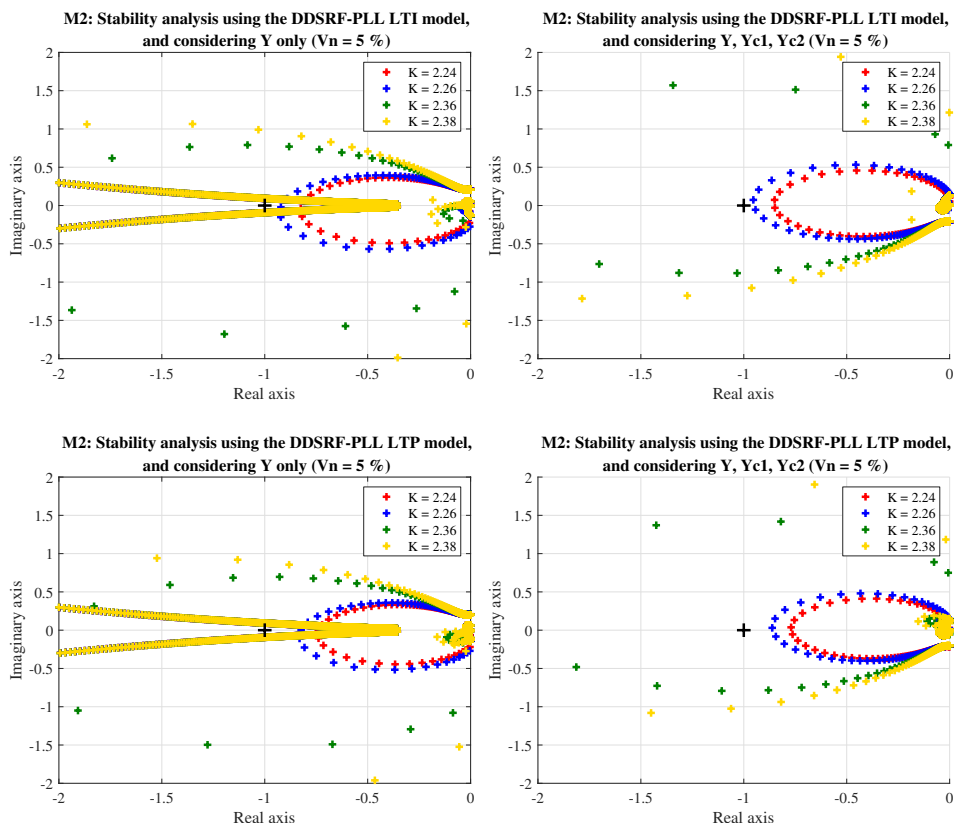 M2: Stability analysis using the DDSRF-PLL LTI model,
and considering Y only (Vn = 5 %)
2
1.5
1
0.5
0
-0.5
-1
-1.5
-2
-2
-1.5
-1
-0.5
0
Imaginary axis
Real axis
K = 2.24
K = 2.26
K = 2.36
K = 2.38
M2: Stability analysis using the DDSRF-PLL LTI model,
and considering Y, Yc1, Yc2 (Vn = 5 %)
2
1.5
1
0.5
0
-0.5
-1
-1.5
-2
-2
-1.5
-1
-0.5
0
Imaginary axis
Real axis
K = 2.24
K = 2.26
K = 2.36
K = 2.38
M2: Stability analysis using the DDSRF-PLL LTP model,
and considering Y only (Vn = 5 %)
2
1.5
1
0.5
0
-0.5
-1
-1.5
-2
-2
-1.5
-1
-0.5
0
Imaginary axis
Real axis
K = 2.24
K = 2.26
K = 2.36
K = 2.38
M2: Stability analysis using the DDSRF-PLL LTP model,
and considering Y, Yc1, Yc2 (Vn = 5 %)
2
1.5
1
0.5
0
-0.5
-1
-1.5
-2
-2
-1.5
-1
-0.5
0
Imaginary axis
Real axis
K = 2.24
K = 2.26
K = 2.36
K = 2.38